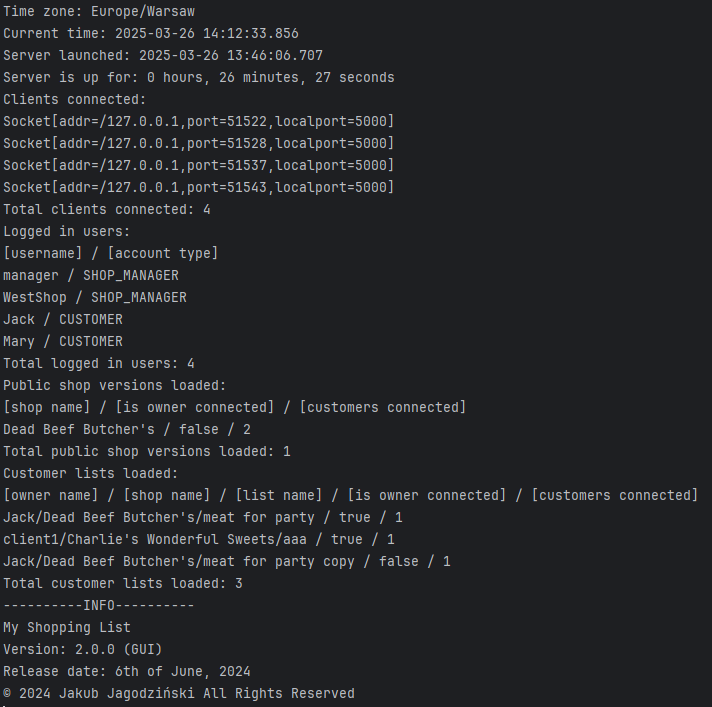 Time zone: Europe/Warsaw
Current time: 2025-03-26 14:12:33.856
Server launched: 2025-03-26 13:46:06.707
Server is up for: 0 hours, 26 minutes, 27 seconds
Clients connected:
Socket[addr=/127.0.0.1,port=51522,localport=5000]
Socket[addr=/127.0.0.1,port=51528,localport=5000]
Socket[addr=/127.0.0.1,port=51537,localport=5000]
Socket[addr=/127.0.0.1,port=51543,localport=5000]
Total clients connected: 4
Logged in users:
[username] / [account type]
manager / SHOP_MANAGER
WestShop / SHOP_MANAGER
Jack / CUSTOMER
Mary / CUSTOMER
Total logged in users: 4
Public shop versions loaded:
[shop name] / [is owner connected] / [customers connected]
Dead Beef Butcher's / false / 2
Total public shop versions loaded: 1
Customer lists loaded:
[owner name] / [shop name] / [list name] / [is owner connected] / [customers connected]
Jack/Dead Beef Butcher's/meat for party / true / 1
client1/Charlie's Wonderful Sweets/aaa / true / 1
Jack/Dead Beef Butcher's/meat for party copy / false / 1
Total customer lists loaded: 3
----------INFO----------
My Shopping List
Version: 2.0.0 (GUI)
Release date: 6th of June, 2024
© 2024 Jakub Jagodziński All Rights Reserved